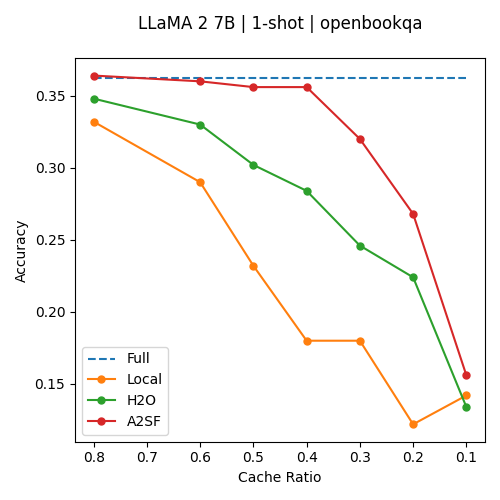 LLaMA 2 7B | 1-shot | openbookqa
Accuracy
0.35
0.30
0.25
0.20
0.15
Full
Local
H2O
A2SF
0.8 0.7 0.6 0.5 0.4 0.3 0.2 0.1
Cache Ratio